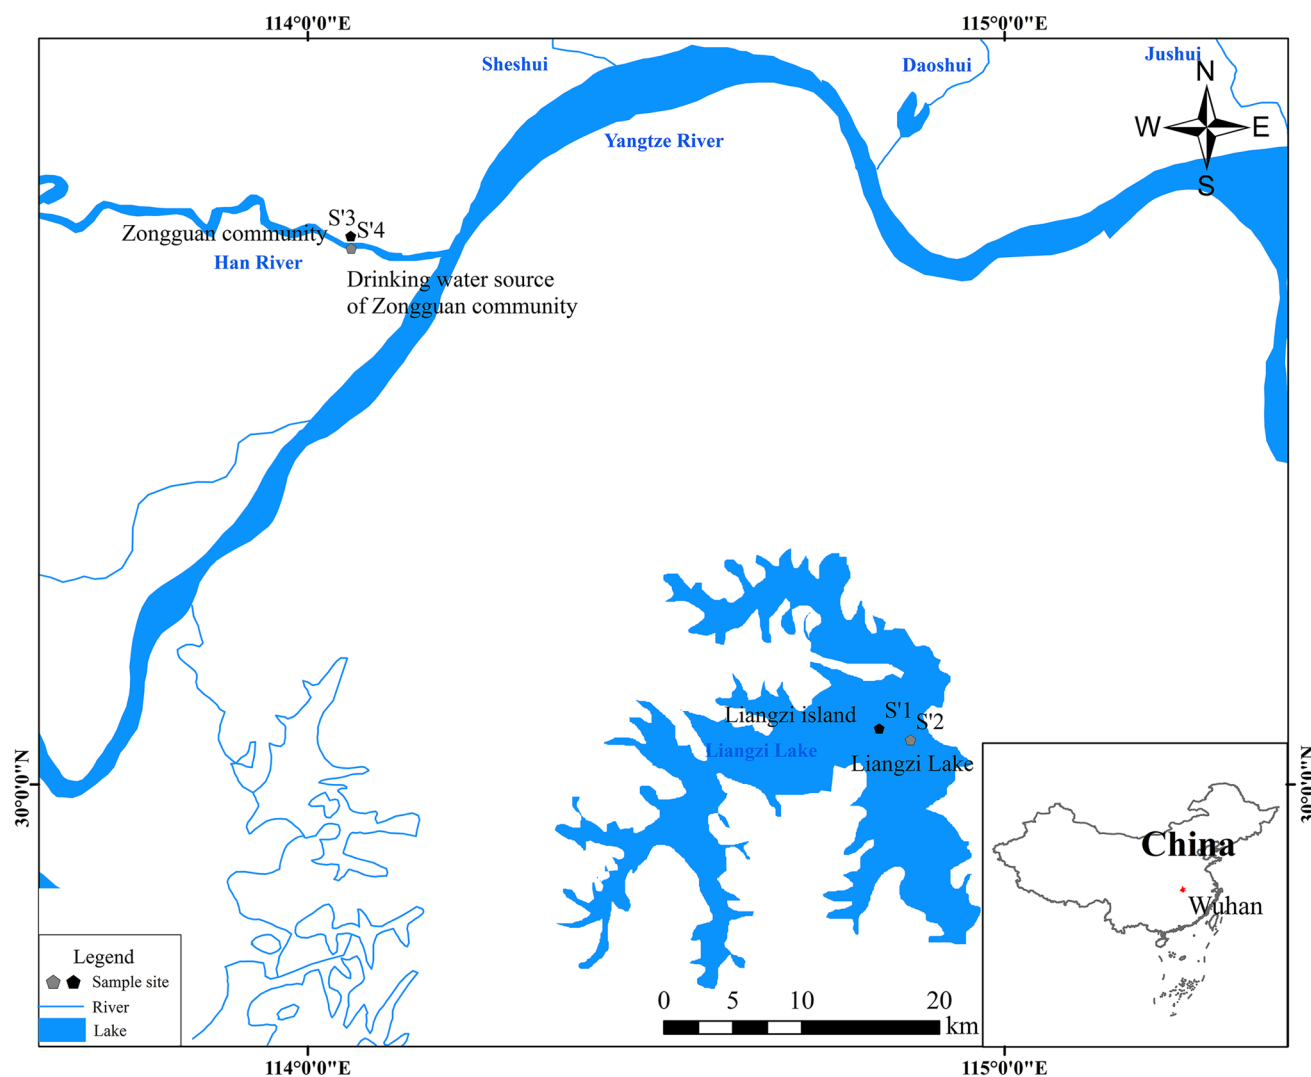 114°0'0"E
115°0'0"E
Sheshui
Daoshui
Jushui
N
W
E
S
Yangtze River
S'3
S'4
Zongguan community
Han River
Drinking water source
of Zongguan community
S'1
Liangzi island
S'2
Liangzi Lake
Liangzi Lake
30°0'0"N
30°0'0"N
China
Wuhan
Legend
Sample site
River
Lake
0
5
10
20
km
114°0'0"E
115°0'0"E